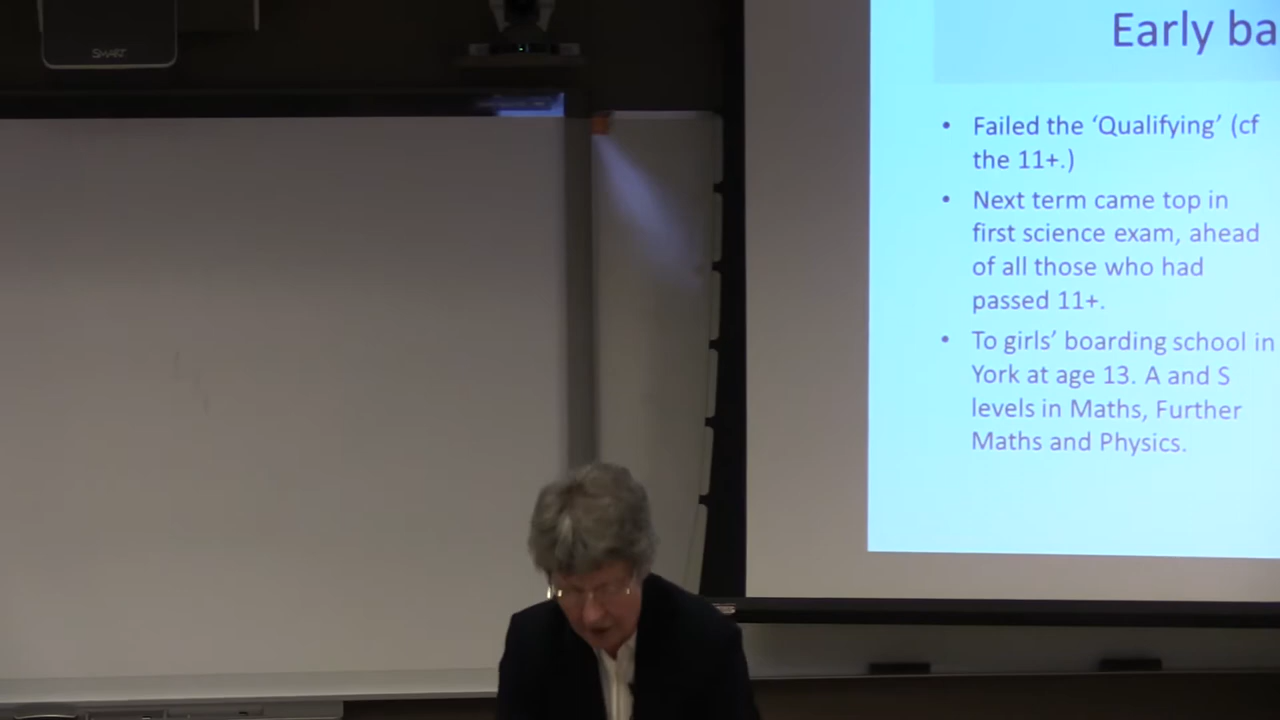 SMART
Early ba
• Failed the ‘Qualifying’ (cf
the 11+.)
• Next term came top in
first science exam, ahead
of all those who had
passed 11+.
• To girls’ boarding school in
York at age 13. A and S
levels in Maths, Further
Maths and Physics.